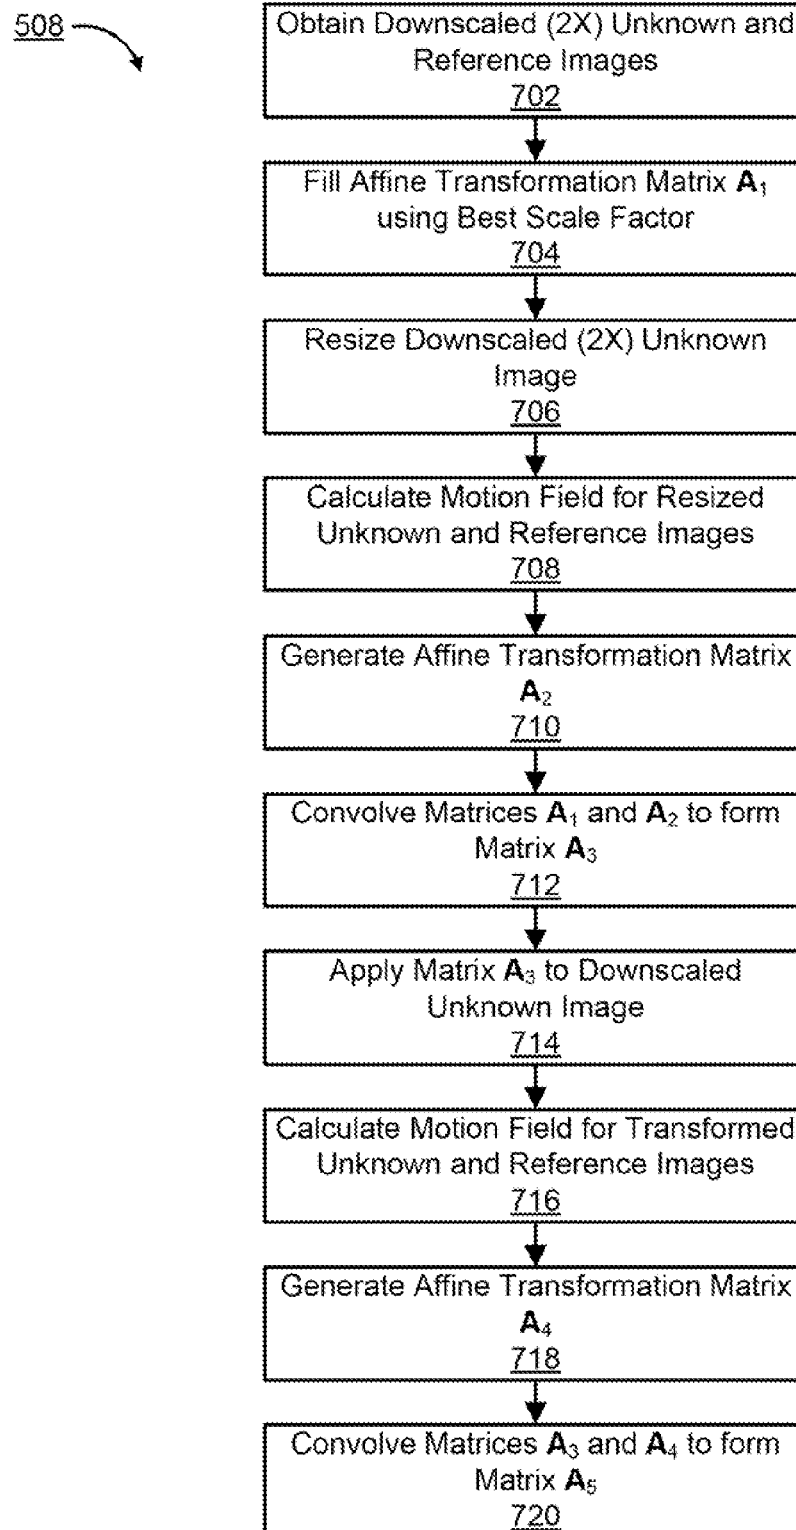 508
Obtain Downscaled (2X) Unknown and
Reference Images
702
Fill Affine Transformation Matrix A₁
using Best Scale Factor
704
Resize Downscaled (2X) Unknown
Image
706
Calculate Motion Field for Resized
Unknown and Reference Images
708
Generate Affine Transformation Matrix
A₂
710
Convolve Matrices A₁ and A₂ to form
Matrix A₃
712
Apply Matrix A₃ to Downscaled
Unknown Image
714
Calculate Motion Field for Transformed
Unknown and Reference Images
716
Generate Affine Transformation Matrix
A₄
718
Convolve Matrices A₃ and A₄ to form
Matrix A₅
720